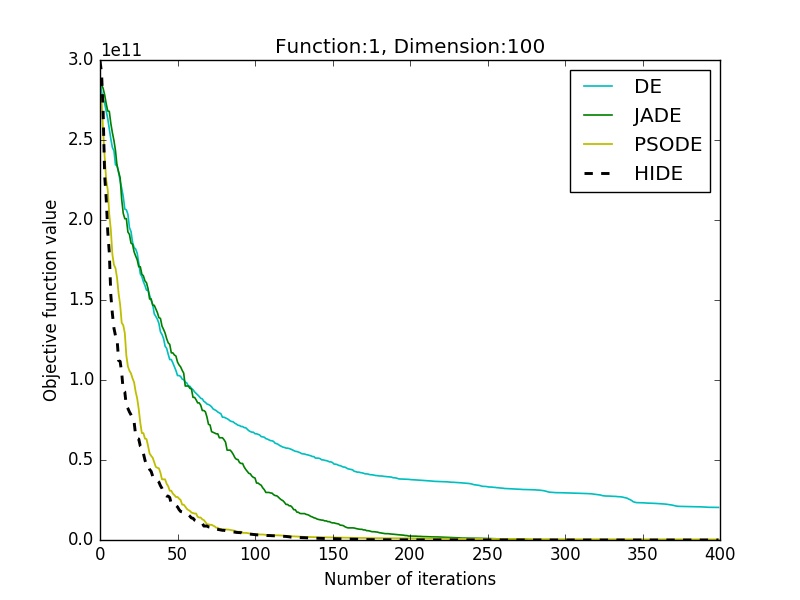 Function:1, Dimension:100
1e11
3.0
2.5
2.0
1.5
1.0
0.5
0.0
Objective function value
DE
JADE
PSODE
HIDE
0 50 100 150 200 250 300 350 400
Number of iterations